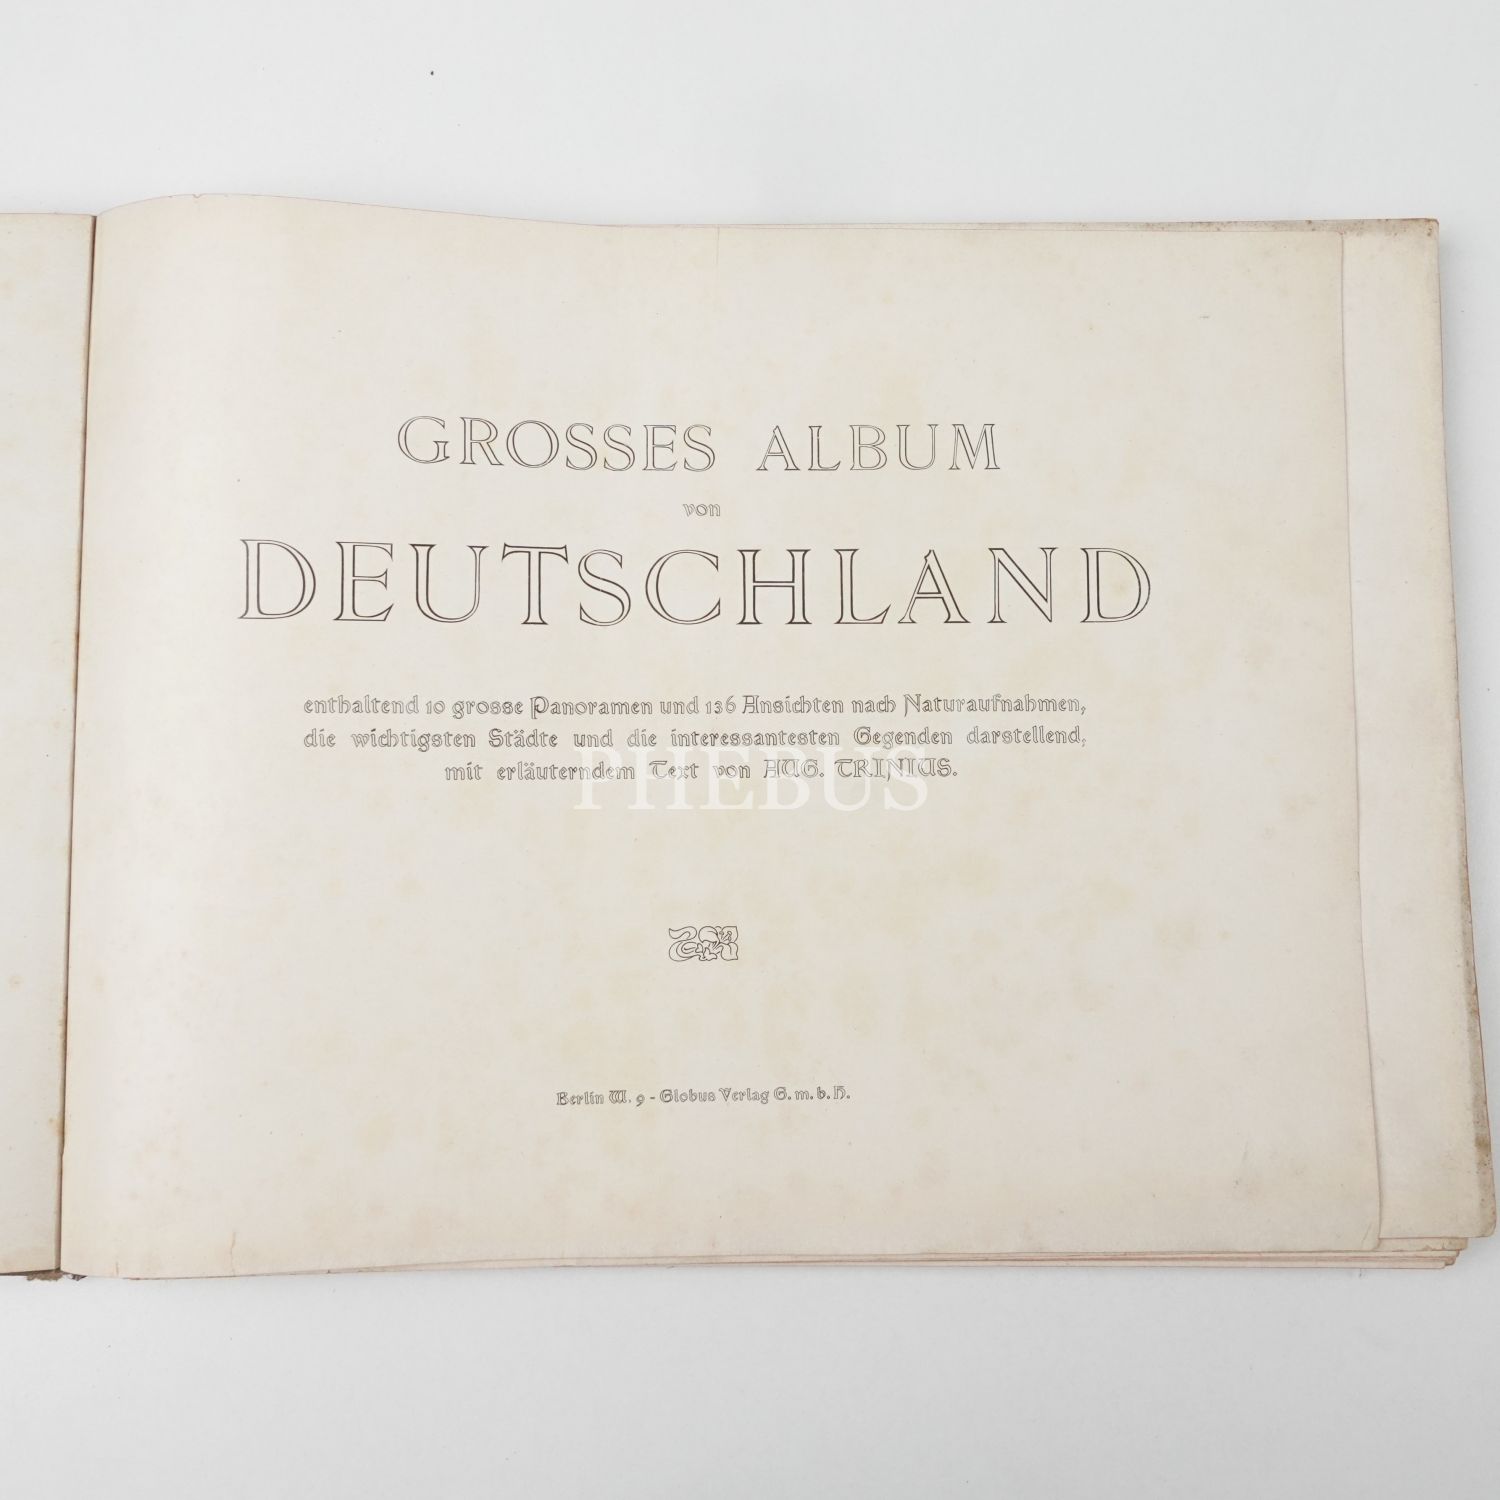 GROSSES ALBUM
von
DEUTSCHLAND
enthaltend 10 grosse Panoramen und 136 Ansichten nach Naturaufnahmen,
die wichtigsten Städte und die interessantesten Gegenden darstellend,
mit erläuterndem Text von AUG. TRINIUS.
PHEBUS
Berlin W. 9 - Globus Verlag G. m. b. H.